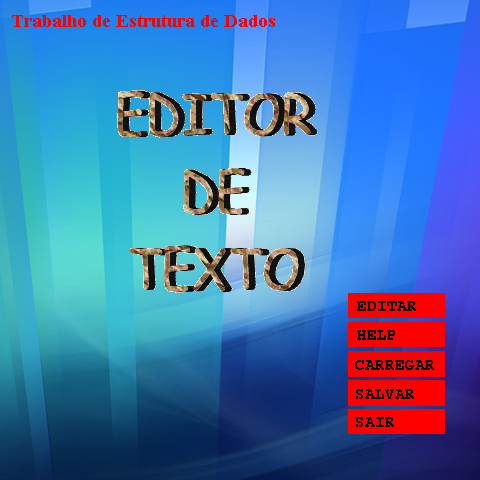 Trabalho de Estrutura de Dados
EDITOR
DE
TEXTO
EDITAR
HELP
CARREGAR
SALVAR
SAIR